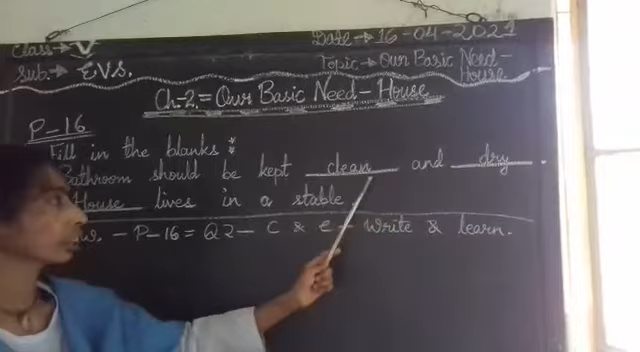 Class → V
Date → 16-04-2021
Sub. → EVS.
Topic → Our Basic Need-House
Ch-2. = Our Basic Need - House
P-16
Fill in the blanks :
Bathroom should be kept clean and dry.
House lives in a stable.
- P-16 = Q2 - C & e - Write & learn.